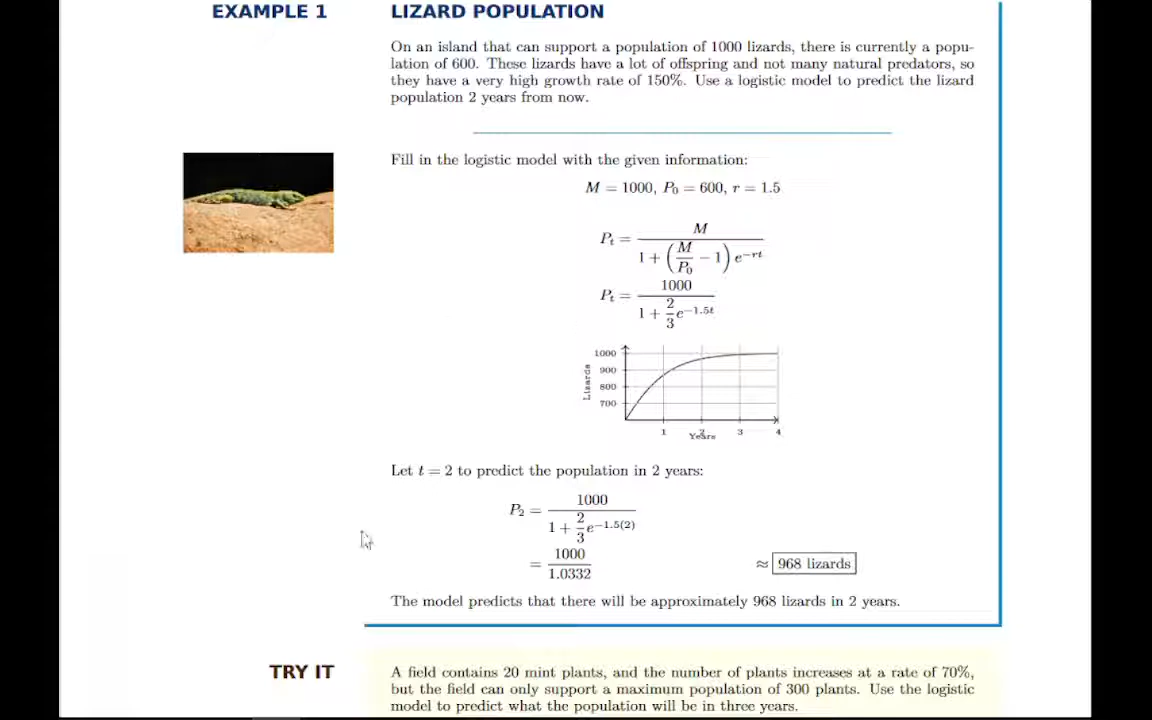 EXAMPLE 1 LIZARD POPULATION
On an island that can support a population of 1000 lizards, there is currently a popu-
lation of 600. These lizards have a lot of offspring and not many natural predators, so
they have a very high growth rate of 150%. Use a logistic model to predict the lizard
population 2 years from now.
Fill in the logistic model with the given information:
M = 1000, P₀ = 600, r = 1.5
Pₜ = M / (1 + (M/P₀ − 1) e^(−rt))
Pₜ = 1000 / (1 + 2/3 e^(−1.5t))
1000
900
800
700
Lizards
1 2 3 4
Years
Let t = 2 to predict the population in 2 years:
P₂ = 1000 / (1 + 2/3 e^(−1.5(2)))
= 1000 / 1.0332 ≈ 968 lizards
The model predicts that there will be approximately 968 lizards in 2 years.
TRY IT
A field contains 20 mint plants, and the number of plants increases at a rate of 70%,
but the field can only support a maximum population of 300 plants. Use the logistic
model to predict what the population will be in three years.